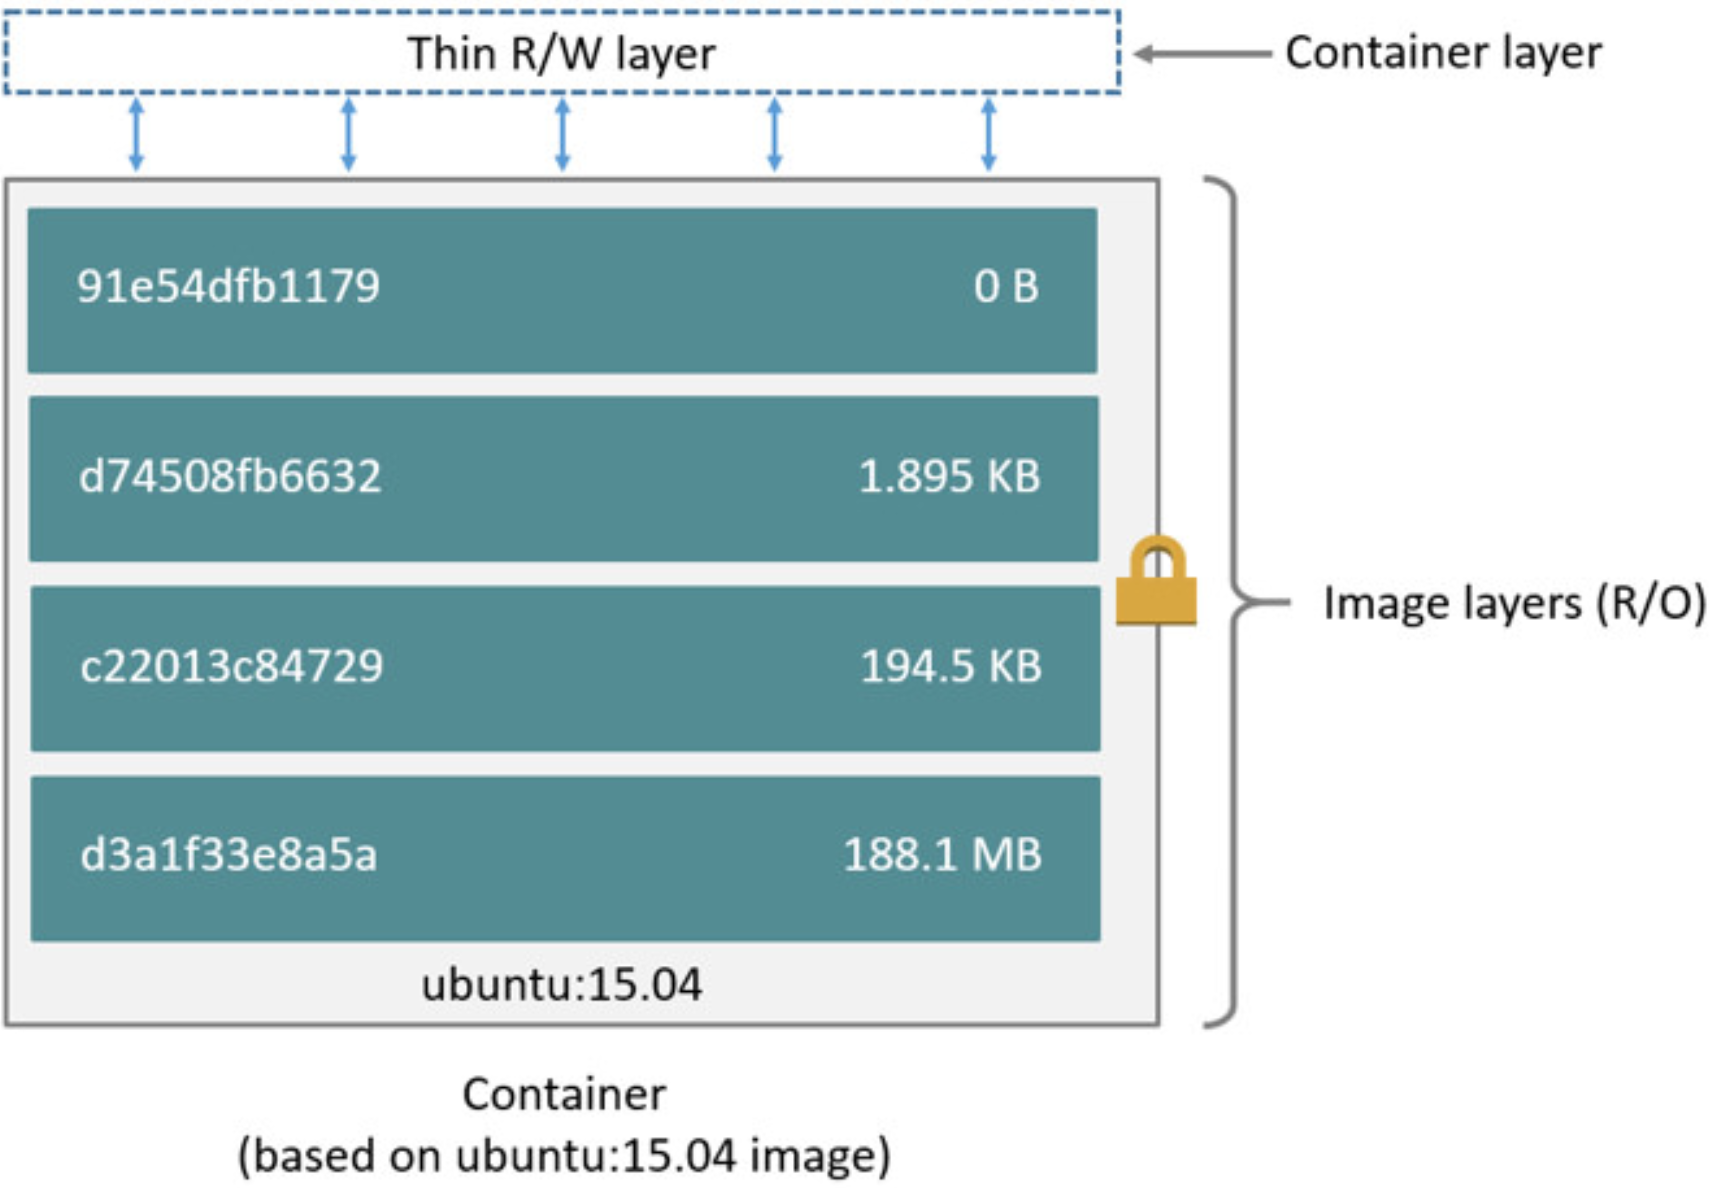 Thin R/W layer
Container layer
91e54dfb1179 0 B
d74508fb6632 1.895 KB
c22013c84729 194.5 KB
Image layers (R/O)
d3a1f33e8a5a 188.1 MB
ubuntu:15.04
Container
(based on ubuntu:15.04 image)